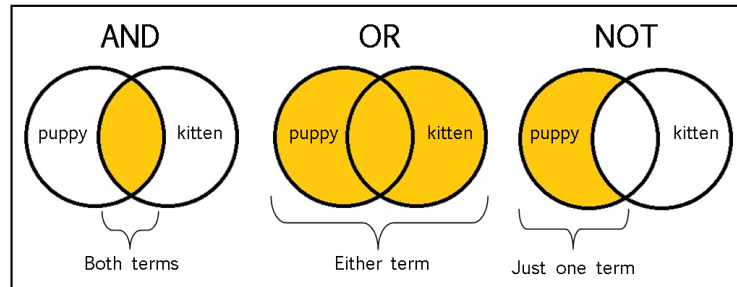 AND
OR
NOT
puppy
kitten
puppy
kitten
puppy
kitten
Both terms
Either term
Just one term